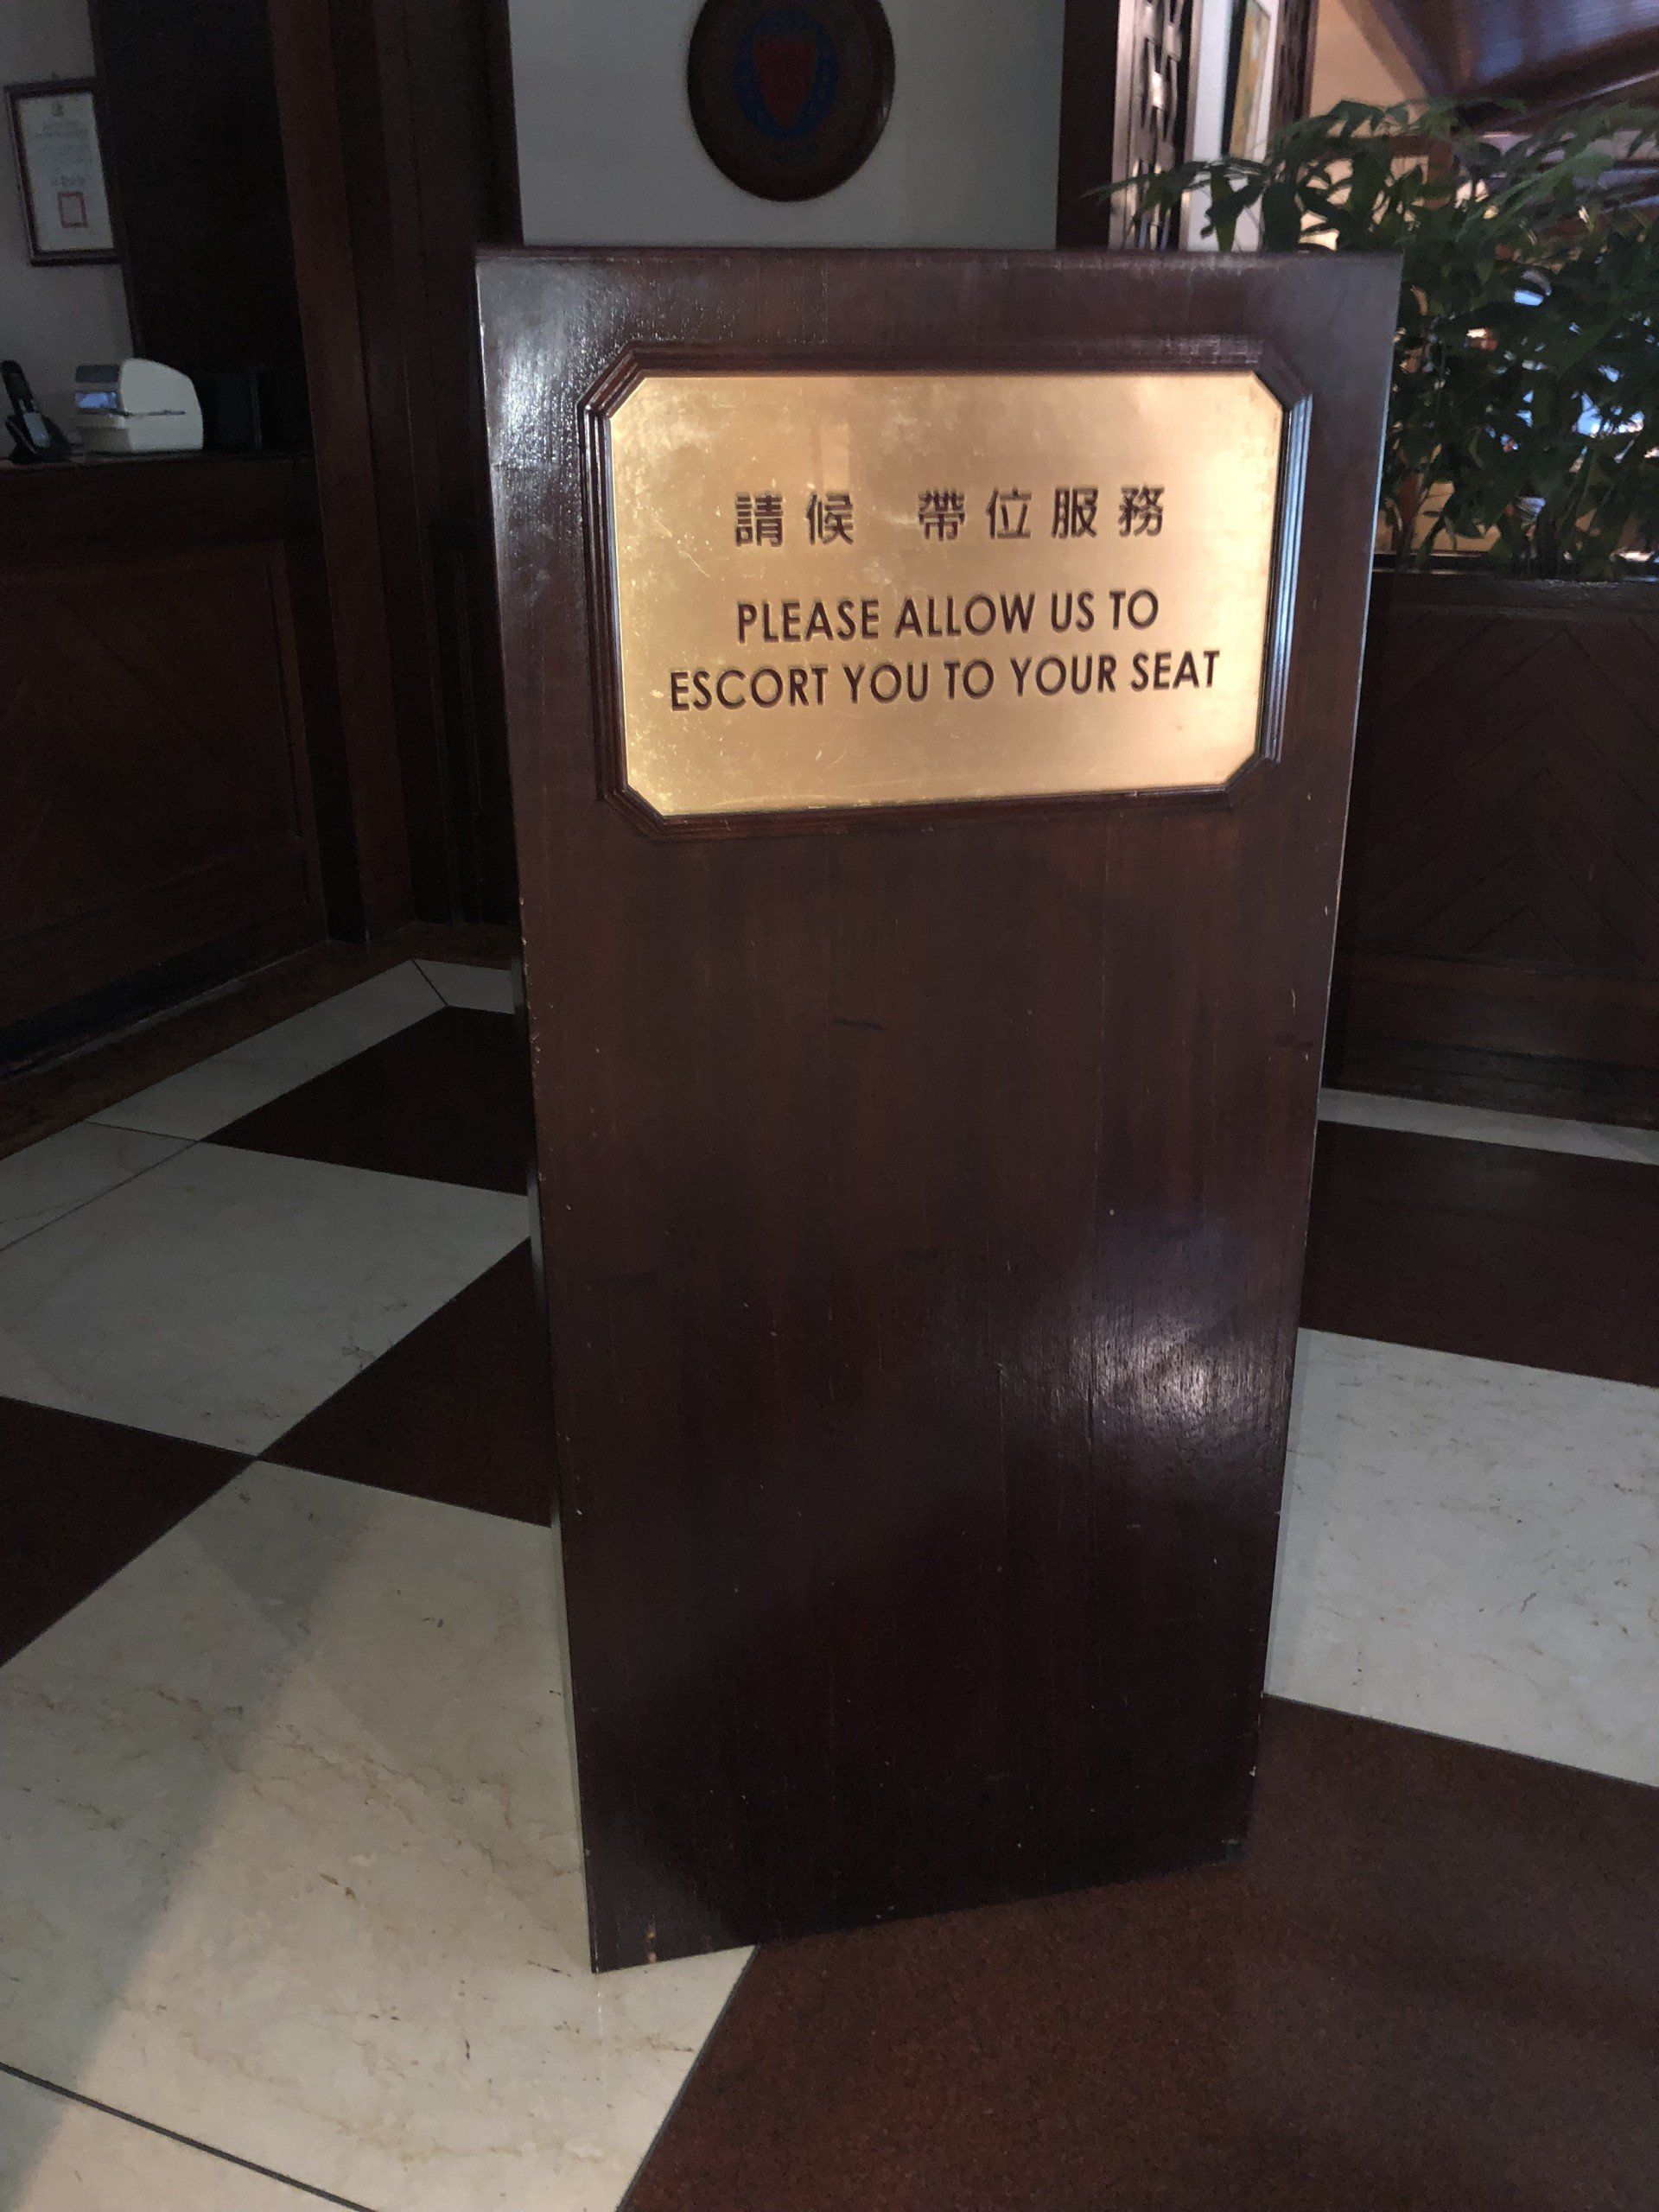 請候 帶位服務
PLEASE ALLOW US TO
ESCORT YOU TO YOUR SEAT